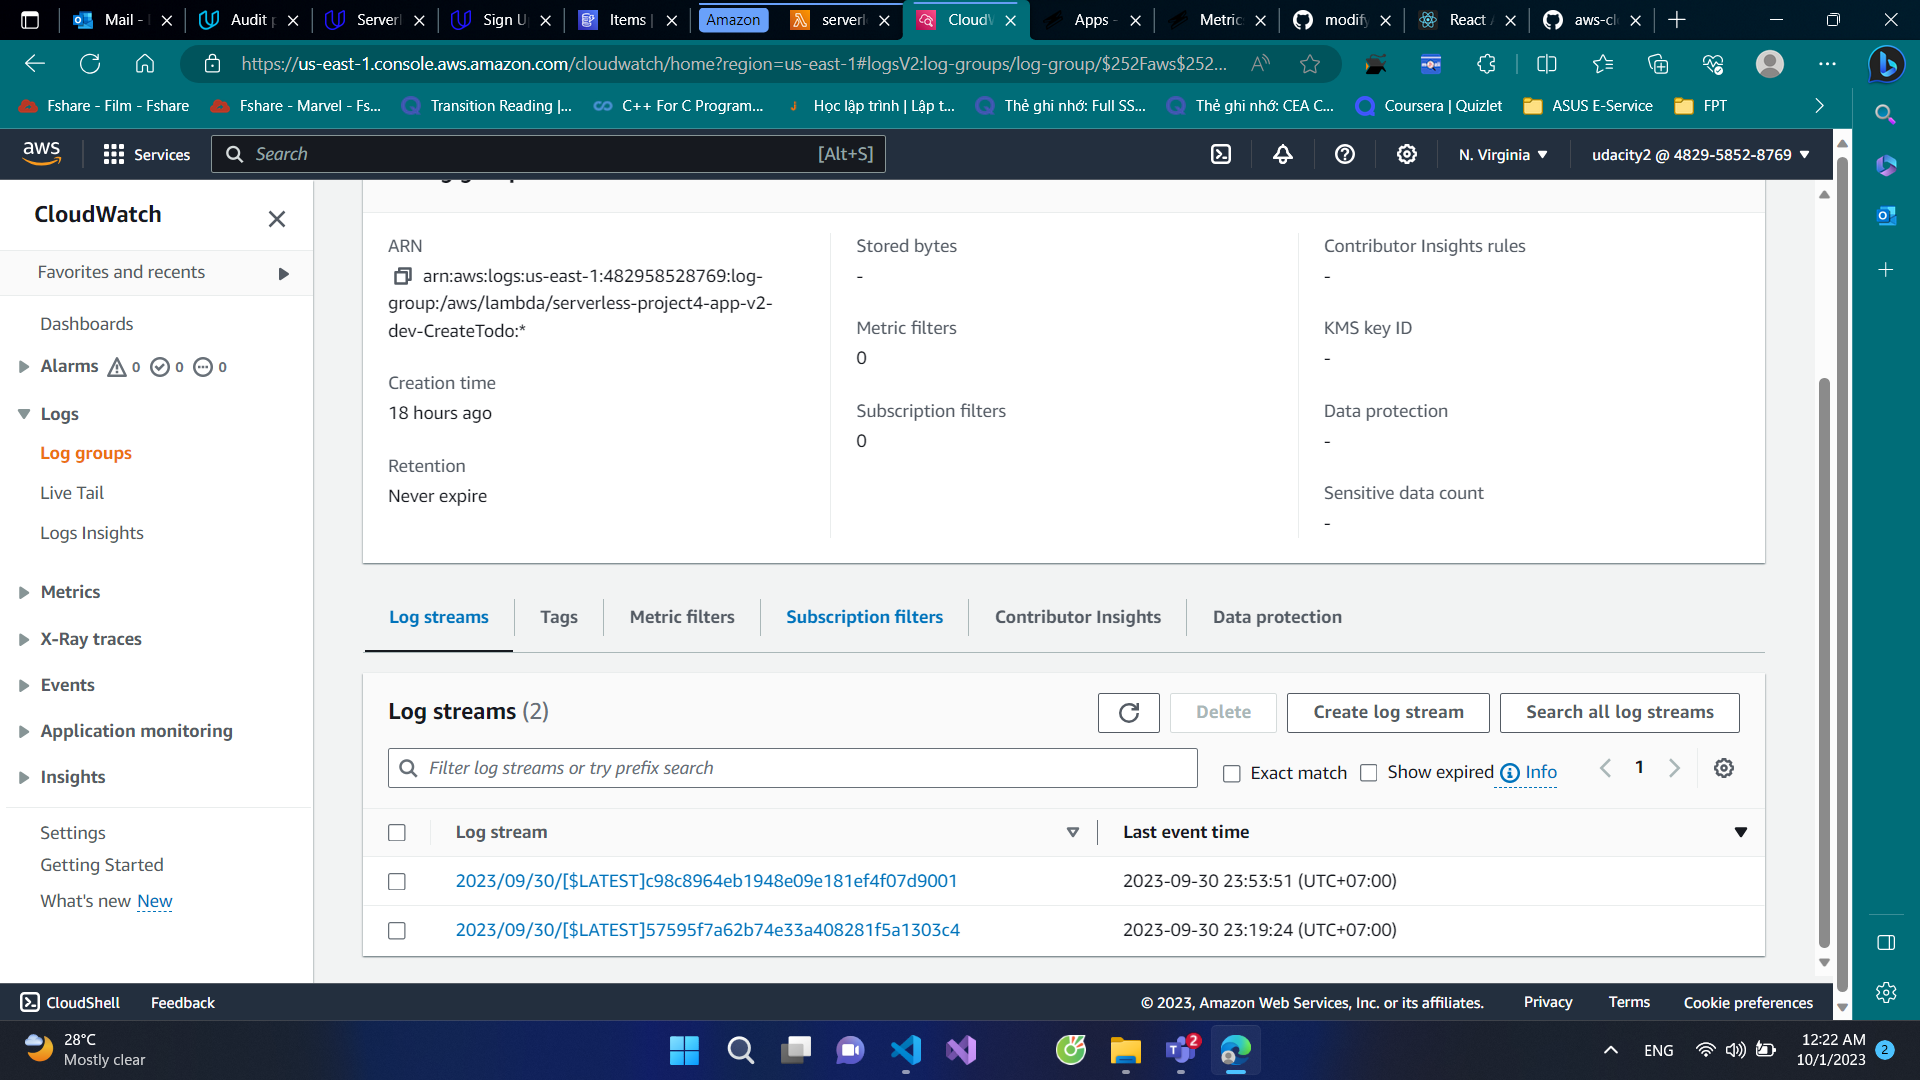 Mail -
Audit p
Serverl
Sign Up
Items |
Amazon
serverl
CloudW
Apps -
Metric
modify
React A
aws-cl
https://us-east-1.console.aws.amazon.com/cloudwatch/home?region=us-east-1#logsV2:log-groups/log-group/$252Faws$252...
Fshare - Film - Fshare
Fshare - Marvel - Fs...
Transition Reading |...
C++ For C Program...
Học lập trình | Lập t...
Thẻ ghi nhớ: Full SS...
Thẻ ghi nhớ: CEA C...
Coursera | Quizlet
ASUS E-Service
FPT
aws
Services
Search
[Alt+S]
N. Virginia
udacity2 @ 4829-5852-8769
CloudWatch
Favorites and recents
Dashboards
Alarms 0 0 0
Logs
Log groups
Live Tail
Logs Insights
Metrics
X-Ray traces
Events
Application monitoring
Insights
Settings
Getting Started
What's new New
ARN
arn:aws:logs:us-east-1:482958528769:log-
group:/aws/lambda/serverless-project4-app-v2-
dev-CreateTodo:*
Creation time
18 hours ago
Retention
Never expire
Stored bytes
-
Metric filters
0
Subscription filters
0
Contributor Insights rules
-
KMS key ID
-
Data protection
-
Sensitive data count
-
Log streams
Tags
Metric filters
Subscription filters
Contributor Insights
Data protection
Log streams (2)
Delete
Create log stream
Search all log streams
Filter log streams or try prefix search
Exact match
Show expired
Info
1
Log stream
Last event time
2023/09/30/[$LATEST]c98c8964eb1948e09e181ef4f07d9001
2023-09-30 23:53:51 (UTC+07:00)
2023/09/30/[$LATEST]57595f7a62b74e33a408281f5a1303c4
2023-09-30 23:19:24 (UTC+07:00)
CloudShell
Feedback
© 2023, Amazon Web Services, Inc. or its affiliates.
Privacy
Terms
Cookie preferences
28°C
Mostly clear
2
ENG
12:22 AM
10/1/2023
2